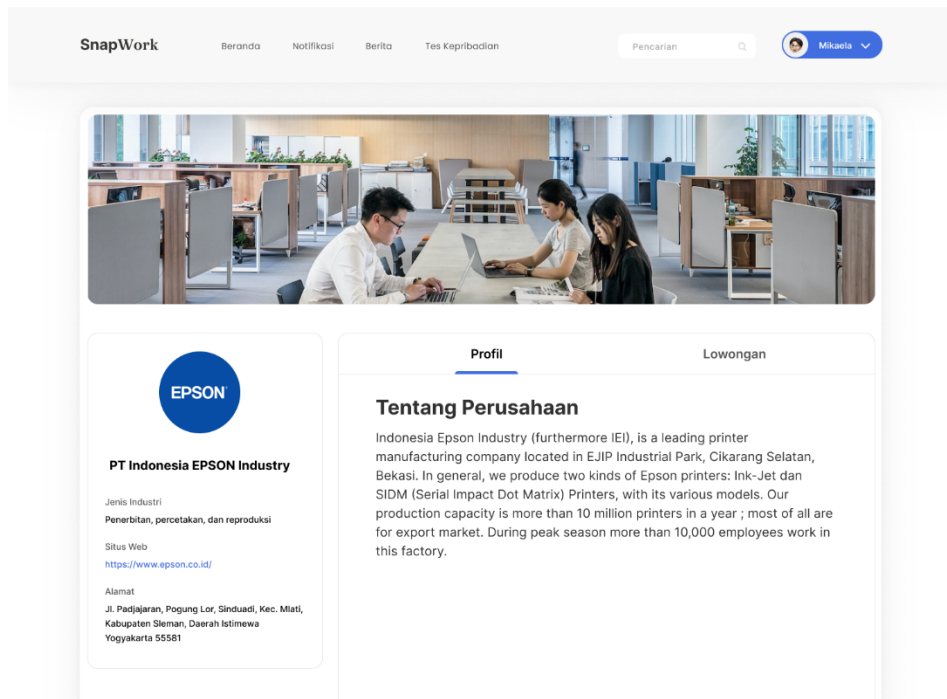 SnapWork
Beranda
Notifikasi
Berita
Tes Kepribadian
Pencarian
Mikaela
EPSON
PT Indonesia EPSON Industry
Jenis Industri
Penerbitan, percetakan, dan reproduksi
Situs Web
https://www.epson.co.id/
Alamat
Jl. Padjajaran, Pogung Lor, Sinduadi, Kec. Mlati,
Kabupaten Sleman, Daerah Istimewa
Yogyakarta 55581
Profil
Lowongan
Tentang Perusahaan
Indonesia Epson Industry (furthermore IEI), is a leading printer
manufacturing company located in EJIP Industrial Park, Cikarang Selatan,
Bekasi. In general, we produce two kinds of Epson printers: Ink-Jet dan
SIDM (Serial Impact Dot Matrix) Printers, with its various models. Our
production capacity is more than 10 million printers in a year ; most of all are
for export market. During peak season more than 10,000 employees work in
this factory.